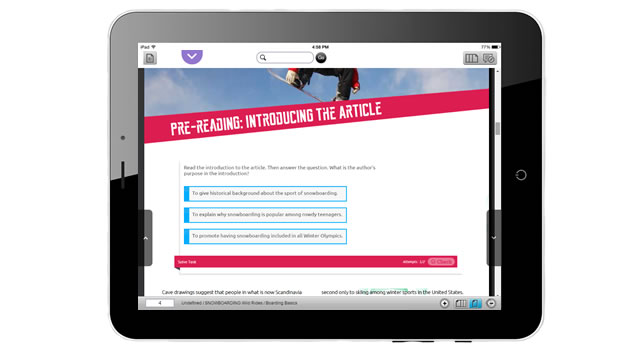 iPad
4:08 PM
77%
Go
PRE-READING: INTRODUCING THE ARTICLE
Read the introduction to the article. Then answer the question. What is the author's
purpose in the introduction?
To give historical background about the sport of snowboarding.
To explain why snowboarding is popular among rowdy teenagers.
To promote having snowboarding included in all Winter Olympics.
Attempts 1/2
Check
Cave drawings suggest that people in what is now Scandinavia
second only to skiing among winter sports in the United States,
4
Undefined / SNOWBOARDING-Wild Rides / Boarding Basics